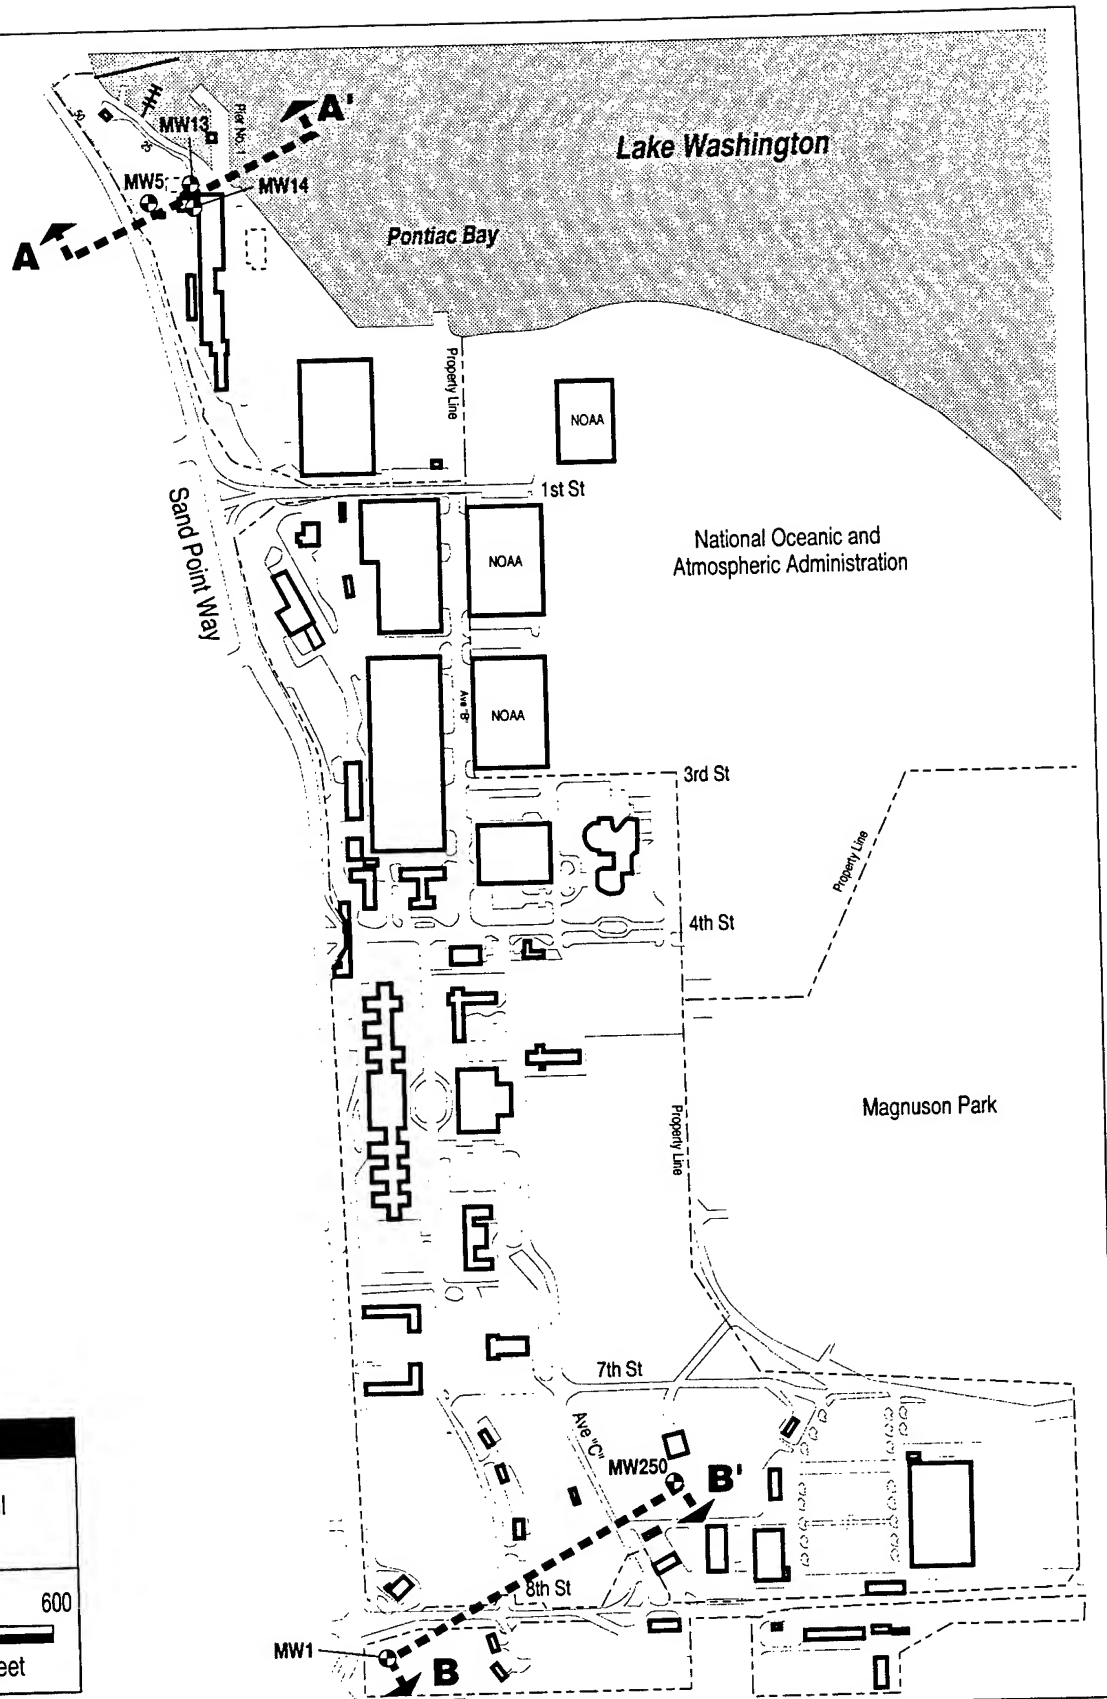 A'
Lake Washington
MW13
Pier No. 1
30
25
MW5
MW14
A
Pontiac Bay
Property Line
NOAA
1st St
Sand Point Way
NOAA
National Oceanic and
Atmospheric Administration
Ave "B"
NOAA
3rd St
Property Line
4th St
Magnuson Park
Property Line
7th St
Ave "C"
MW250
B'
8th St
600
MW1
B